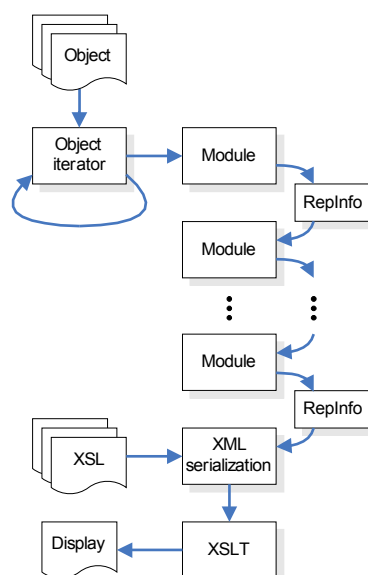 Object
Object
iterator
Module
RepInfo
Module
Module
RepInfo
XSL
XML
serialization
Display
XSLT